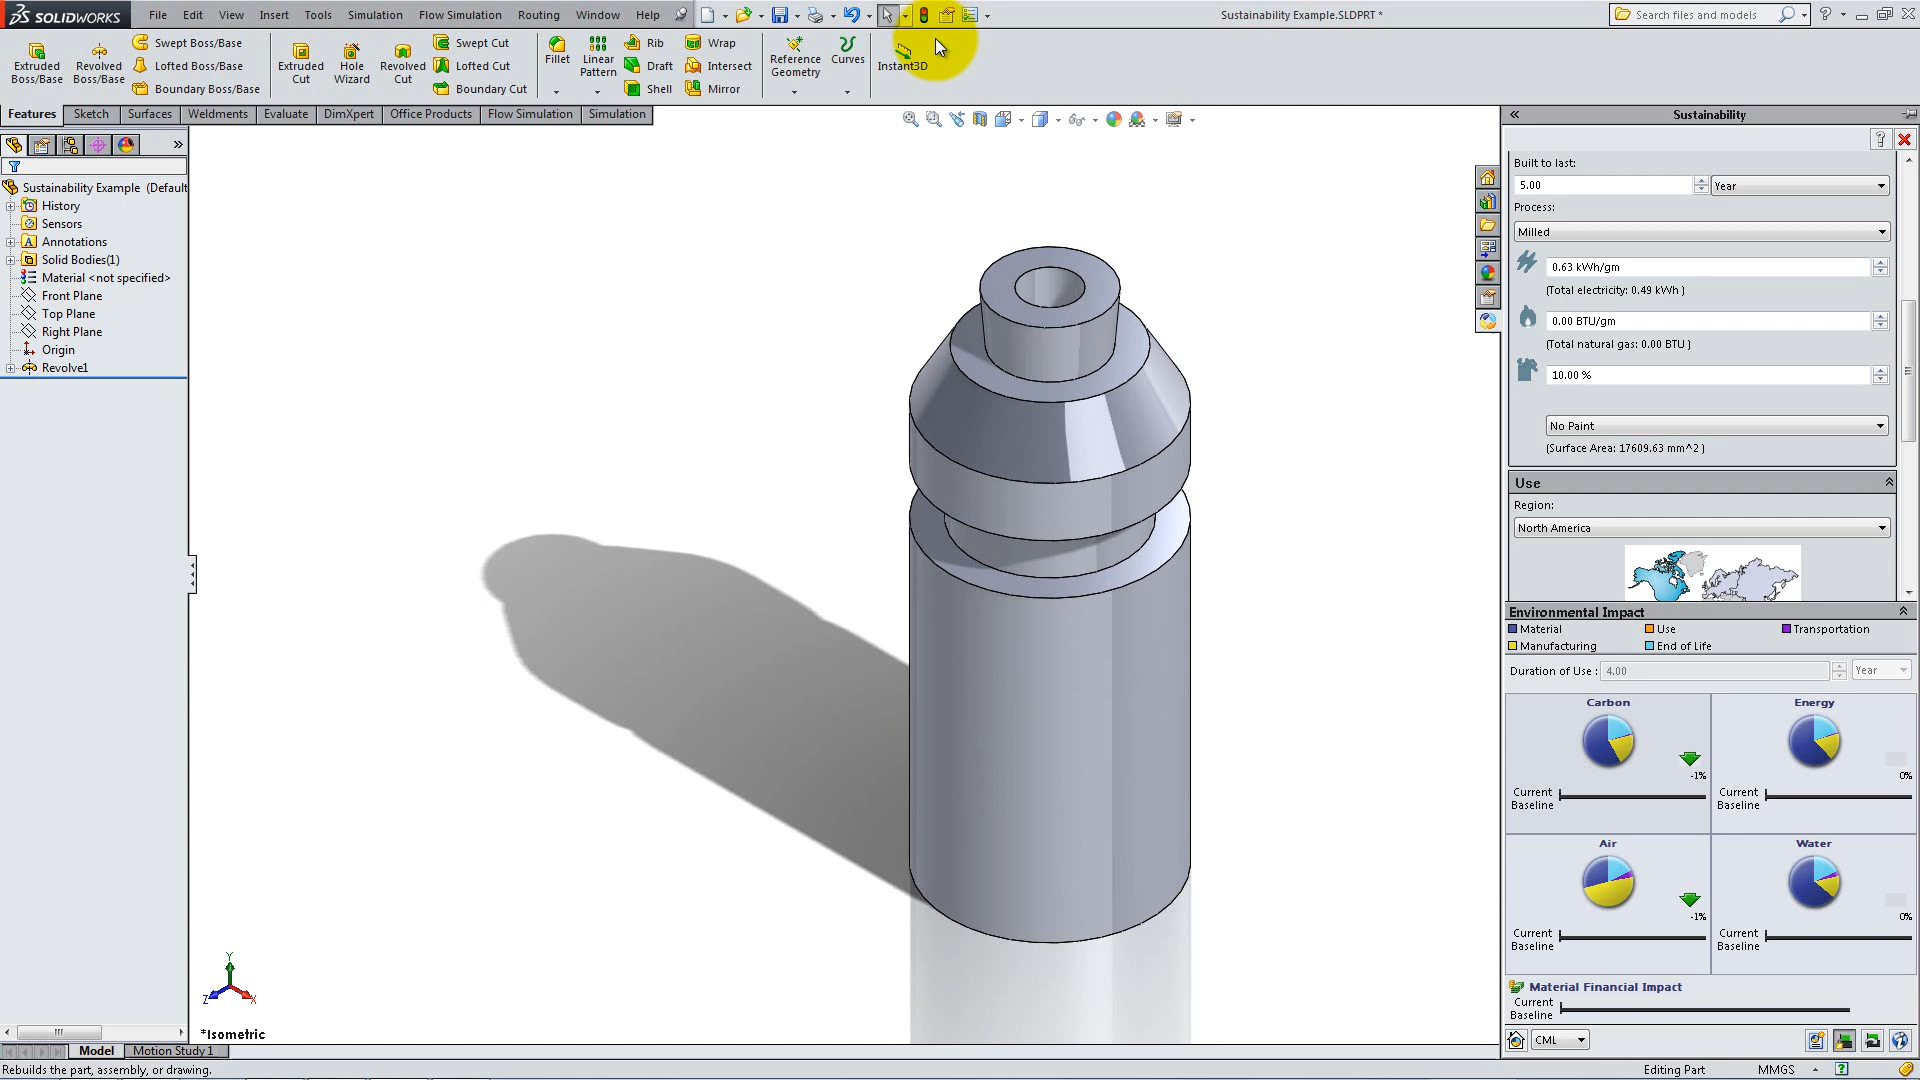 SOLIDWORKS File Edit View Insert Tools Simulation Flow Simulation Routing Window Help Sustainability Example.SLDPRT * Search files and models
Extruded Boss/Base
Revolved Boss/Base
Swept Boss/Base
Lofted Boss/Base
Boundary Boss/Base
Extruded Cut
Hole Wizard
Revolved Cut
Swept Cut
Lofted Cut
Boundary Cut
Fillet
Linear Pattern
Rib
Draft
Shell
Wrap
Intersect
Mirror
Reference Geometry
Curves
Instant3D
Features Sketch Surfaces Weldments Evaluate DimXpert Office Products Flow Simulation Simulation
Sustainability Example (Default
History
Sensors
Annotations
Solid Bodies(1)
Material <not specified>
Front Plane
Top Plane
Right Plane
Origin
Revolve1
Y
Z X
*Isometric
Sustainability
Built to last:
5.00 Year
Process:
Milled
0.63 kWh/gm
(Total electricity: 0.49 kWh )
0.00 BTU/gm
(Total natural gas: 0.00 BTU )
10.00 %
No Paint
(Surface Area: 17609.63 mm^2 )
Use
Region:
North America
Environmental Impact
Material Use Transportation
Manufacturing End of Life
Duration of Use : 4.00 Year
Carbon Energy
-1% 0%
Current Current
Baseline Baseline
Air Water
-1% 0%
Current Current
Baseline Baseline
Material Financial Impact
Current
Baseline
CML
Model Motion Study 1
Rebuilds the part, assembly, or drawing. Editing Part MMGS